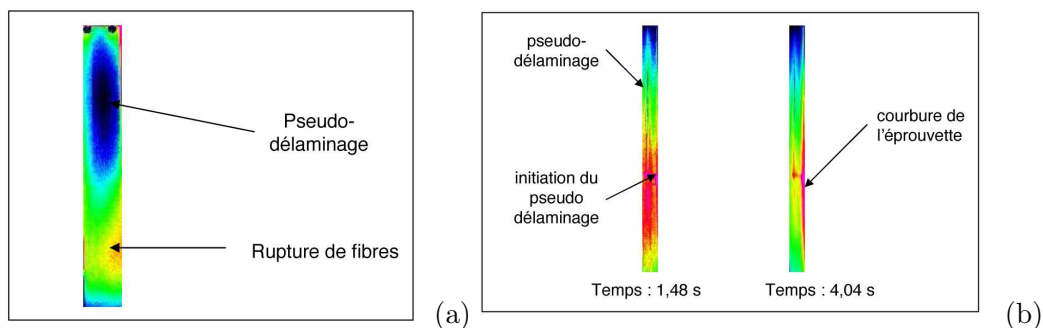 Pseudo-
délaminage
Rupture de fibres
(a)
pseudo-
délaminage
initiation du
pseudo
délaminage
courbure de
l'éprouvette
Temps : 1,48 s
Temps : 4,04 s
(b)